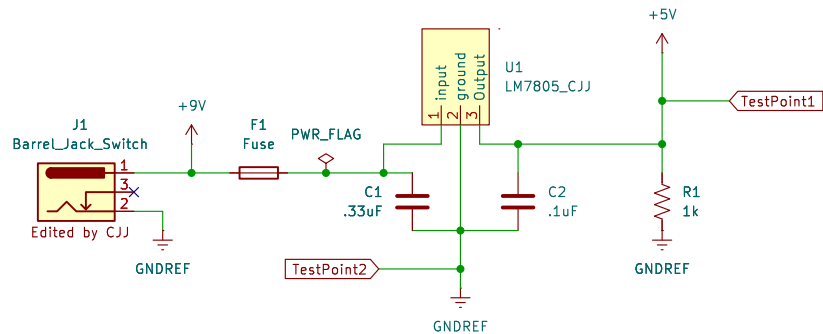 +5V
U1
LM7805_CJJ
input
ground
Output
1
2
3
TestPoint1
+9V
J1
Barrel_Jack_Switch
F1
Fuse
PWR_FLAG
1
3
2
C1
.33uF
C2
.1uF
R1
1k
Edited by CJJ
GNDREF
TestPoint2
GNDREF
GNDREF